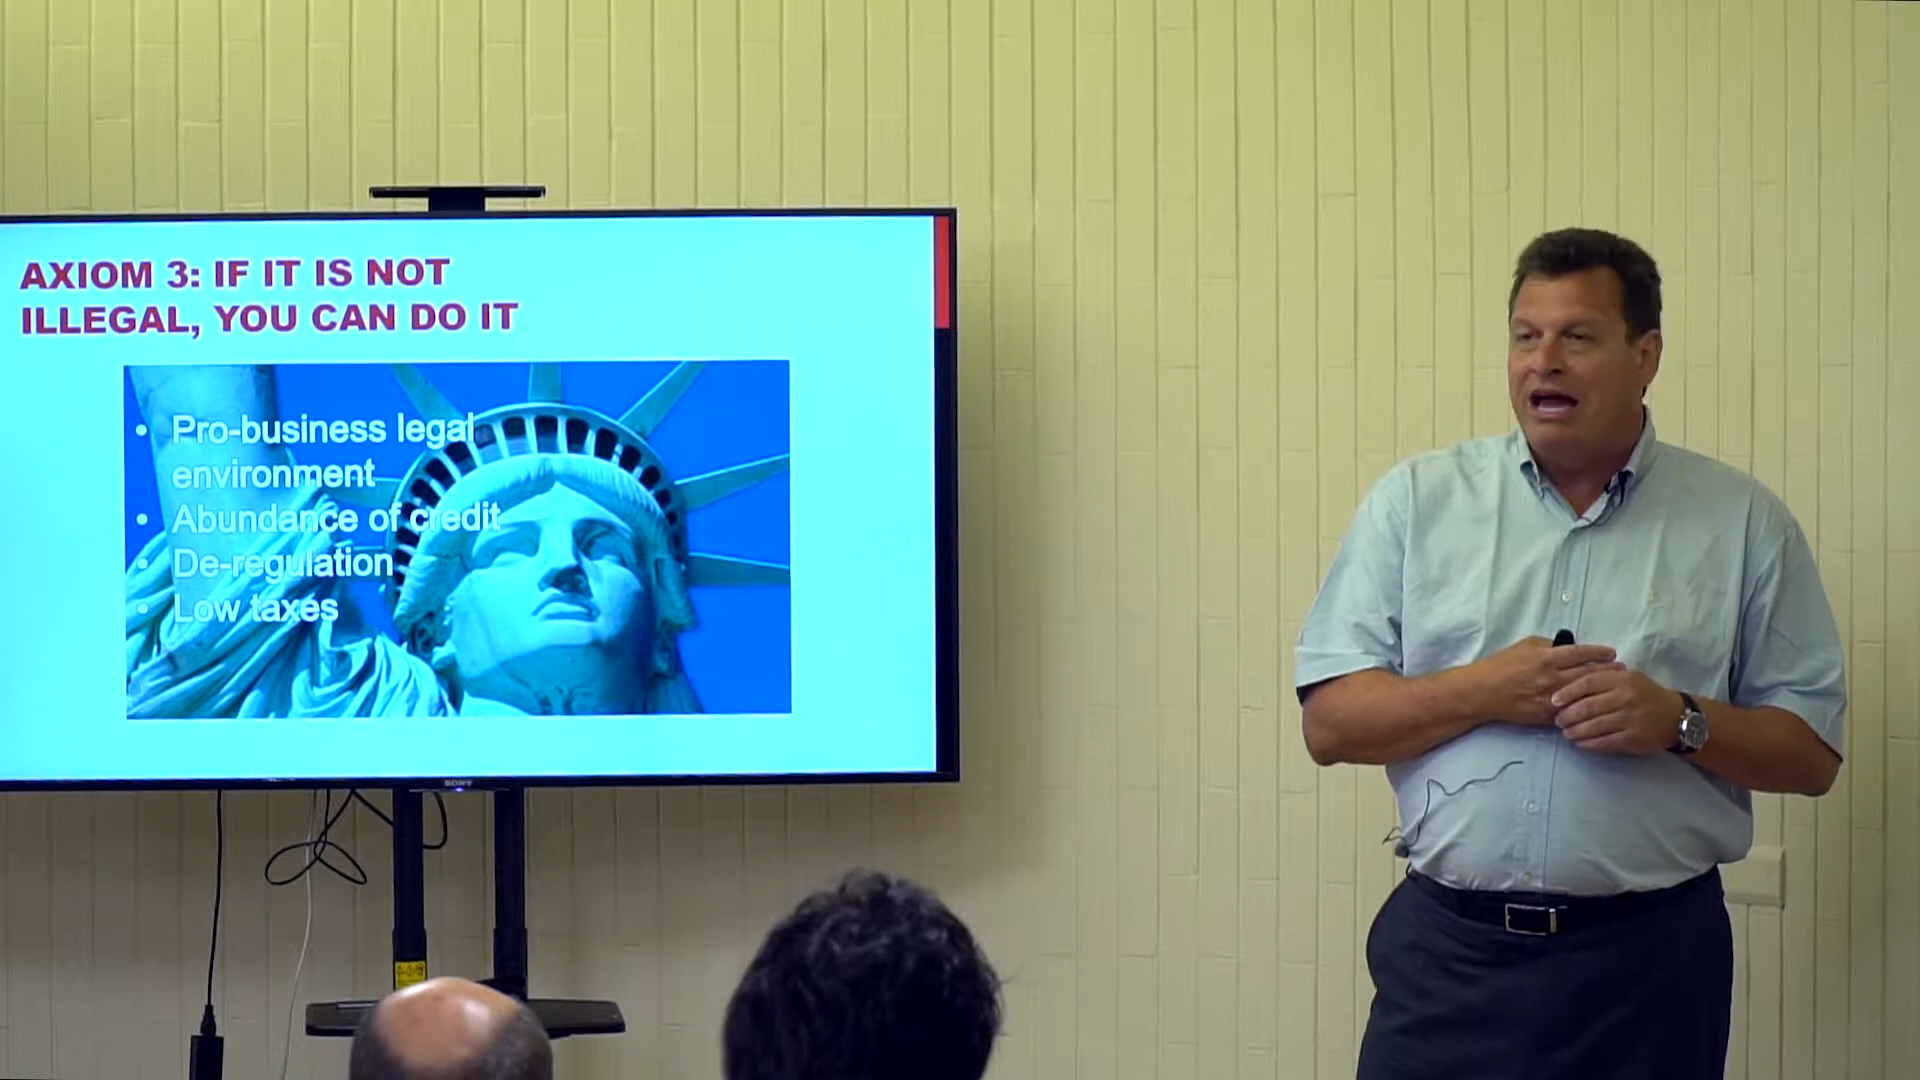 AXIOM 3: IF IT IS NOT
ILLEGAL, YOU CAN DO IT
• Pro-business legal
environment
• Abundance of credit
• De-regulation
• Low taxes
SONY